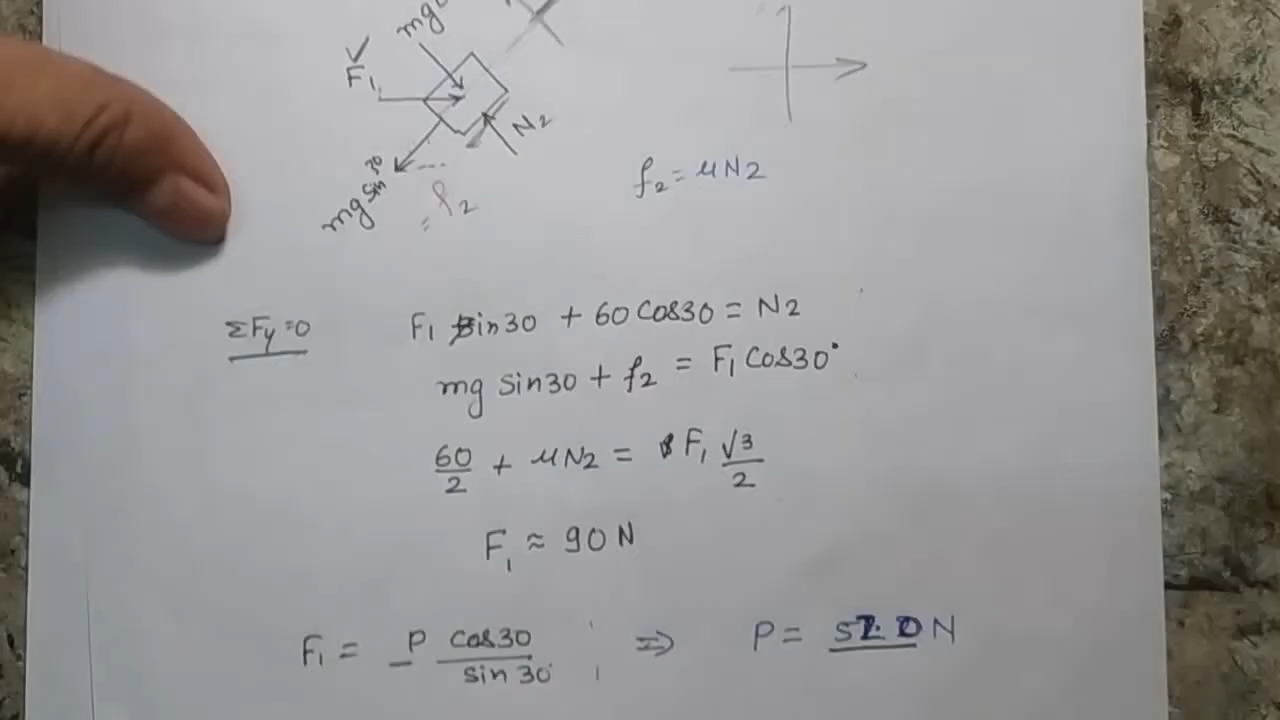 mg
F₁
N₂
mg sin30
= f₂
f₂ = μN₂
ΣFy = 0
F₁ sin30 + 60 Cos30 = N₂
mg sin30 + f₂ = F₁ Cos30°
60/2 + μN₂ = F₁ √3/2
F₁ ≈ 90 N
F₁ = P cos30 / sin30 ⇒ P = N